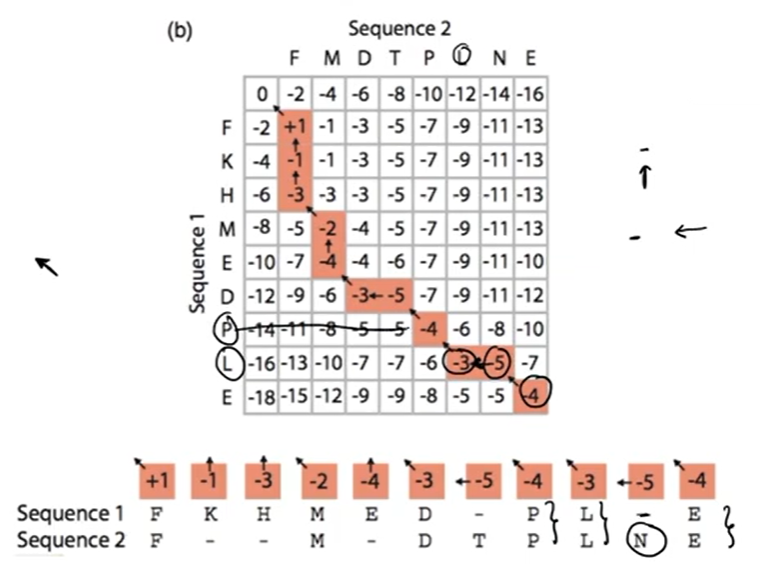 (b)
Sequence 2
F M D T P L N E
0 -2 -4 -6 -8 -10 -12 -14 -16
F -2 +1 -1 -3 -5 -7 -9 -11 -13
K -4 -1 -1 -3 -5 -7 -9 -11 -13
H -6 -3 -3 -3 -5 -7 -9 -11 -13
Sequence 1
M -8 -5 -2 -4 -5 -7 -9 -11 -13
E -10 -7 -4 -4 -6 -7 -9 -11 -10
D -12 -9 -6 -3 -5 -7 -9 -11 -12
P -14 -11 -8 -5 -5 -4 -6 -8 -10
L -16 -13 -10 -7 -7 -6 -3 -5 -7
E -18 -15 -12 -9 -9 -8 -5 -5 -4
+1 -1 -3 -2 -4 -3 -5 -4 -3 -5 -4
Sequence 1 F K H M E D - P L - E
Sequence 2 F - - M - D T P L N E